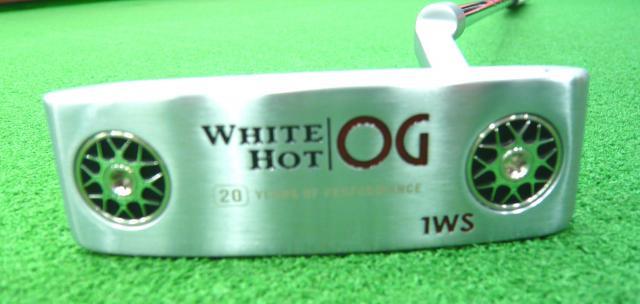 WHITE HOT OG
20 YEARS OF PERFORMANCE
1WS